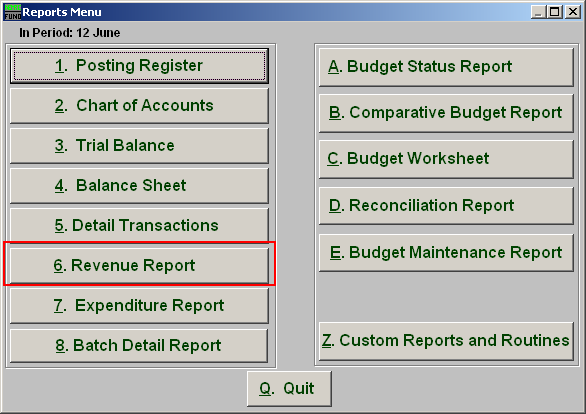 FUND Reports Menu
In Period: 12 June
1. Posting Register
2. Chart of Accounts
3. Trial Balance
4. Balance Sheet
5. Detail Transactions
6. Revenue Report
7. Expenditure Report
8. Batch Detail Report
A. Budget Status Report
B. Comparative Budget Report
C. Budget Worksheet
D. Reconciliation Report
E. Budget Maintenance Report
Z. Custom Reports and Routines
Q. Quit